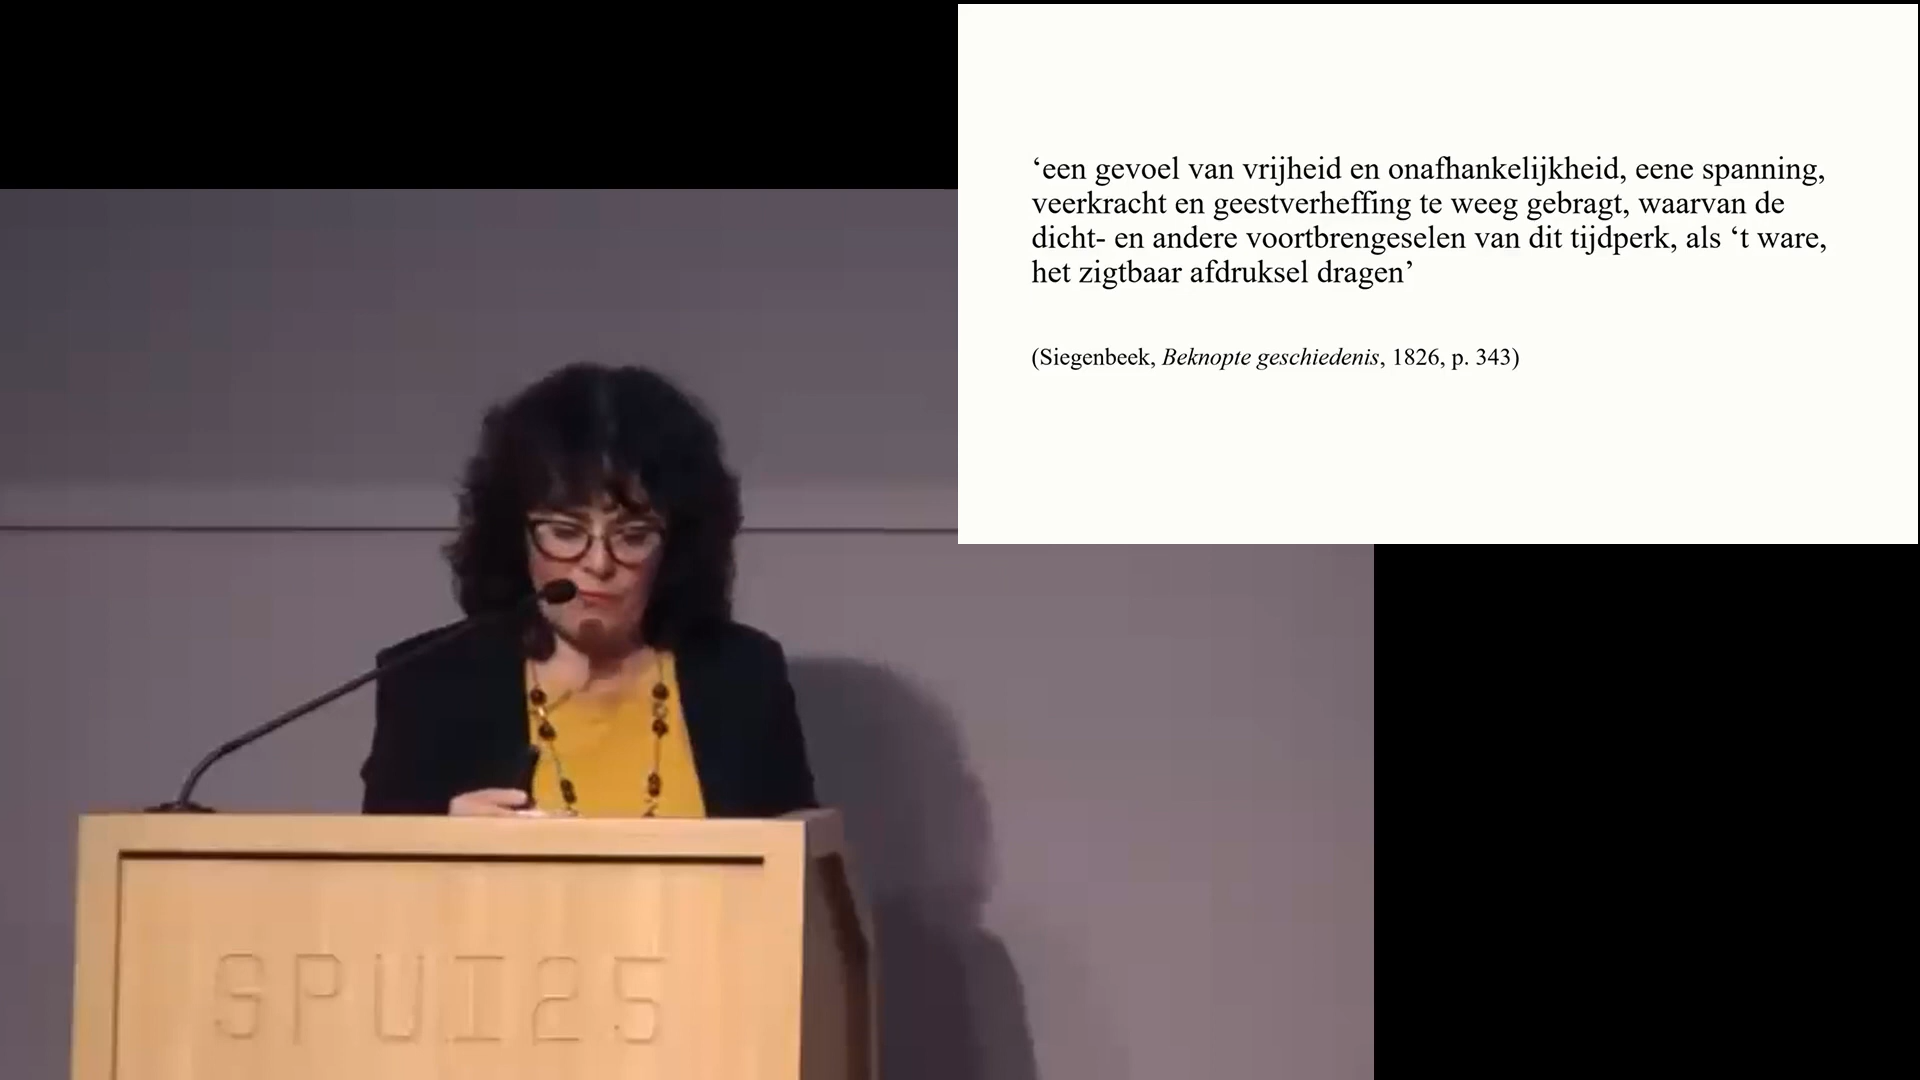 ‘een gevoel van vrijheid en onafhankelijkheid, eene spanning,
veerkracht en geestverheffing te weeg gebragt, waarvan de
dicht- en andere voortbrengeselen van dit tijdperk, als ‘t ware,
het zigtbaar afdruksel dragen’
(Siegenbeek, Beknopte geschiedenis, 1826, p. 343)
SPUI25